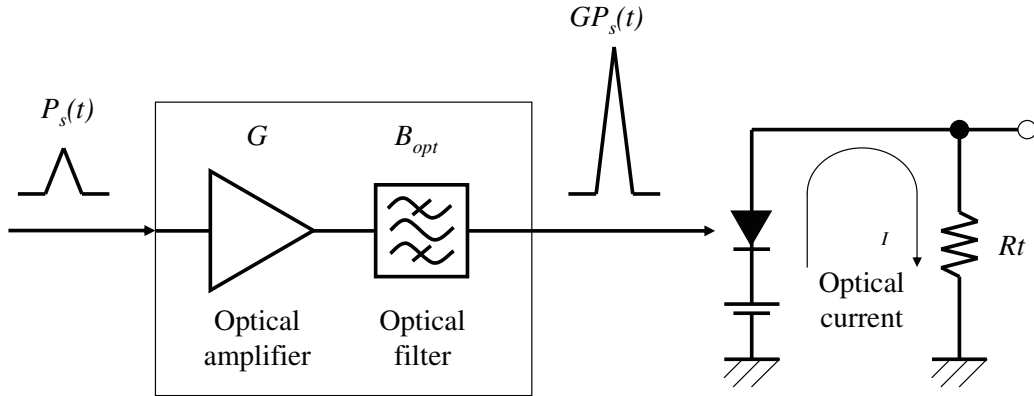 GP_s(t)
P_s(t)
G
B_opt
I
Rt
Optical
amplifier
Optical
filter
Optical
current